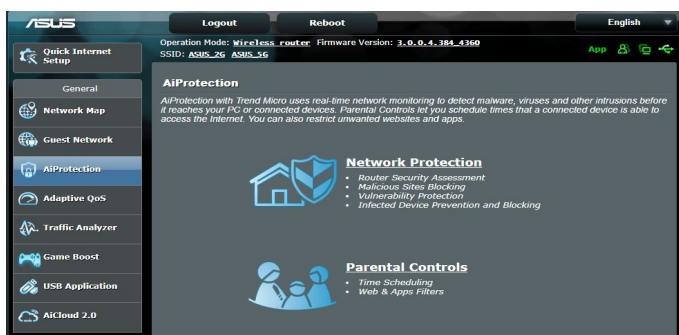 ASUS
Logout
Reboot
English
Quick Internet
Setup
Operation Mode: Wireless router Firmware Version: 3.0.0.4.384_4360
SSID: ASUS_2G ASUS_5G
App
General
Network Map
Guest Network
AiProtection
Adaptive QoS
Traffic Analyzer
Game Boost
USB Application
AiCloud 2.0
AiProtection
AiProtection with Trend Micro uses real-time network monitoring to detect malware, viruses and other intrusions before
it reaches your PC or connected devices. Parental Controls let you schedule times that a connected device is able to
access the Internet. You can also restrict unwanted websites and apps.
Network Protection
• Router Security Assessment
• Malicious Sites Blocking
• Vulnerability Protection
• Infected Device Prevention and Blocking
Parental Controls
• Time Scheduling
• Web & Apps Filters